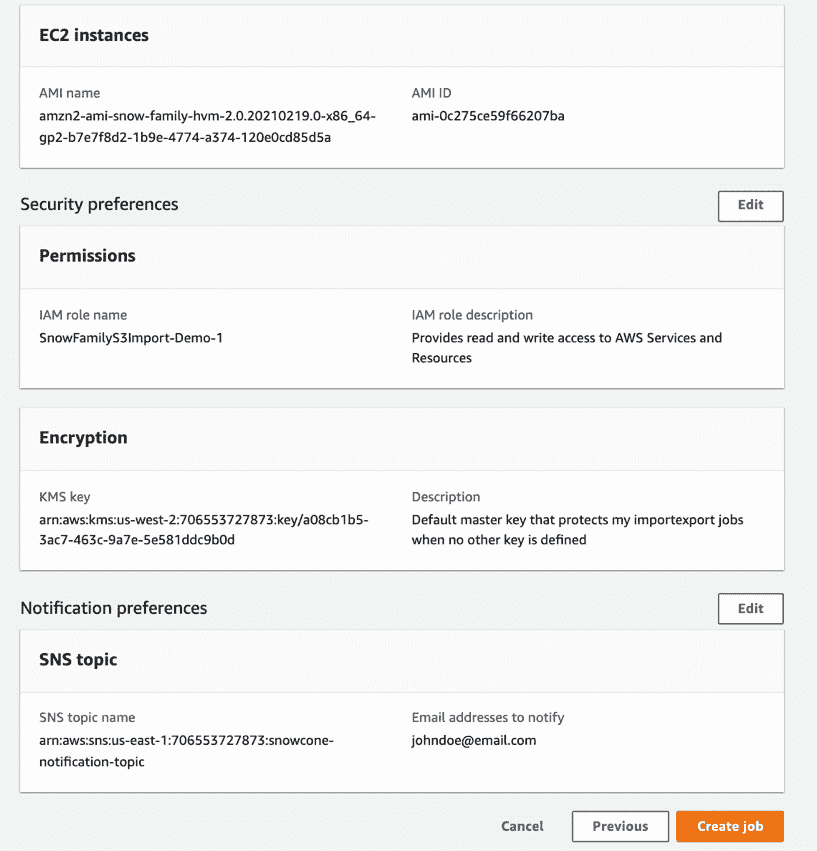 EC2 instances
AMI name
AMI ID
amzn2-ami-snow-family-hvm-2.0.20210219.0-x86_64-
gp2-b7e7f8d2-1b9e-4774-a374-120e0cd85d5a
ami-0c275ce59f66207ba
Security preferences
Edit
Permissions
IAM role name
IAM role description
SnowFamilyS3Import-Demo-1
Provides read and write access to AWS Services and
Resources
Encryption
KMS key
Description
arn:aws:kms:us-west-2:706553727873:key/a08cb1b5-
3ac7-463c-9a7e-5e581ddc9b0d
Default master key that protects my importexport jobs
when no other key is defined
Notification preferences
Edit
SNS topic
SNS topic name
Email addresses to notify
arn:aws:sns:us-east-1:706553727873:snowcone-
notification-topic
johndoe@email.com
Cancel
Previous
Create job